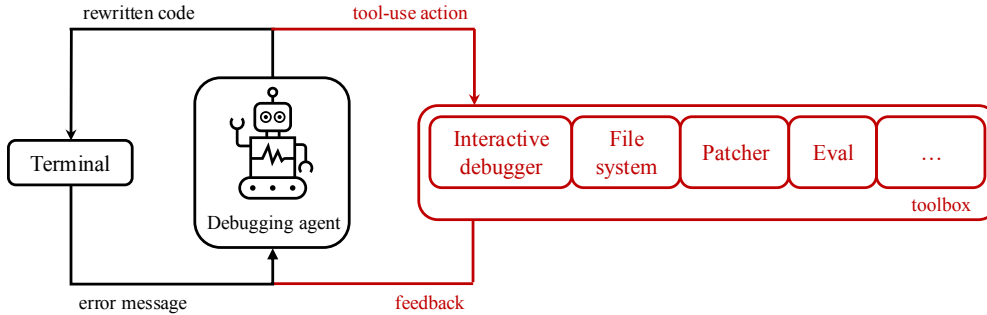 rewritten code
tool-use action
Terminal
Debugging agent
Interactive
debugger
File
system
Patcher
Eval
…
toolbox
error message
feedback